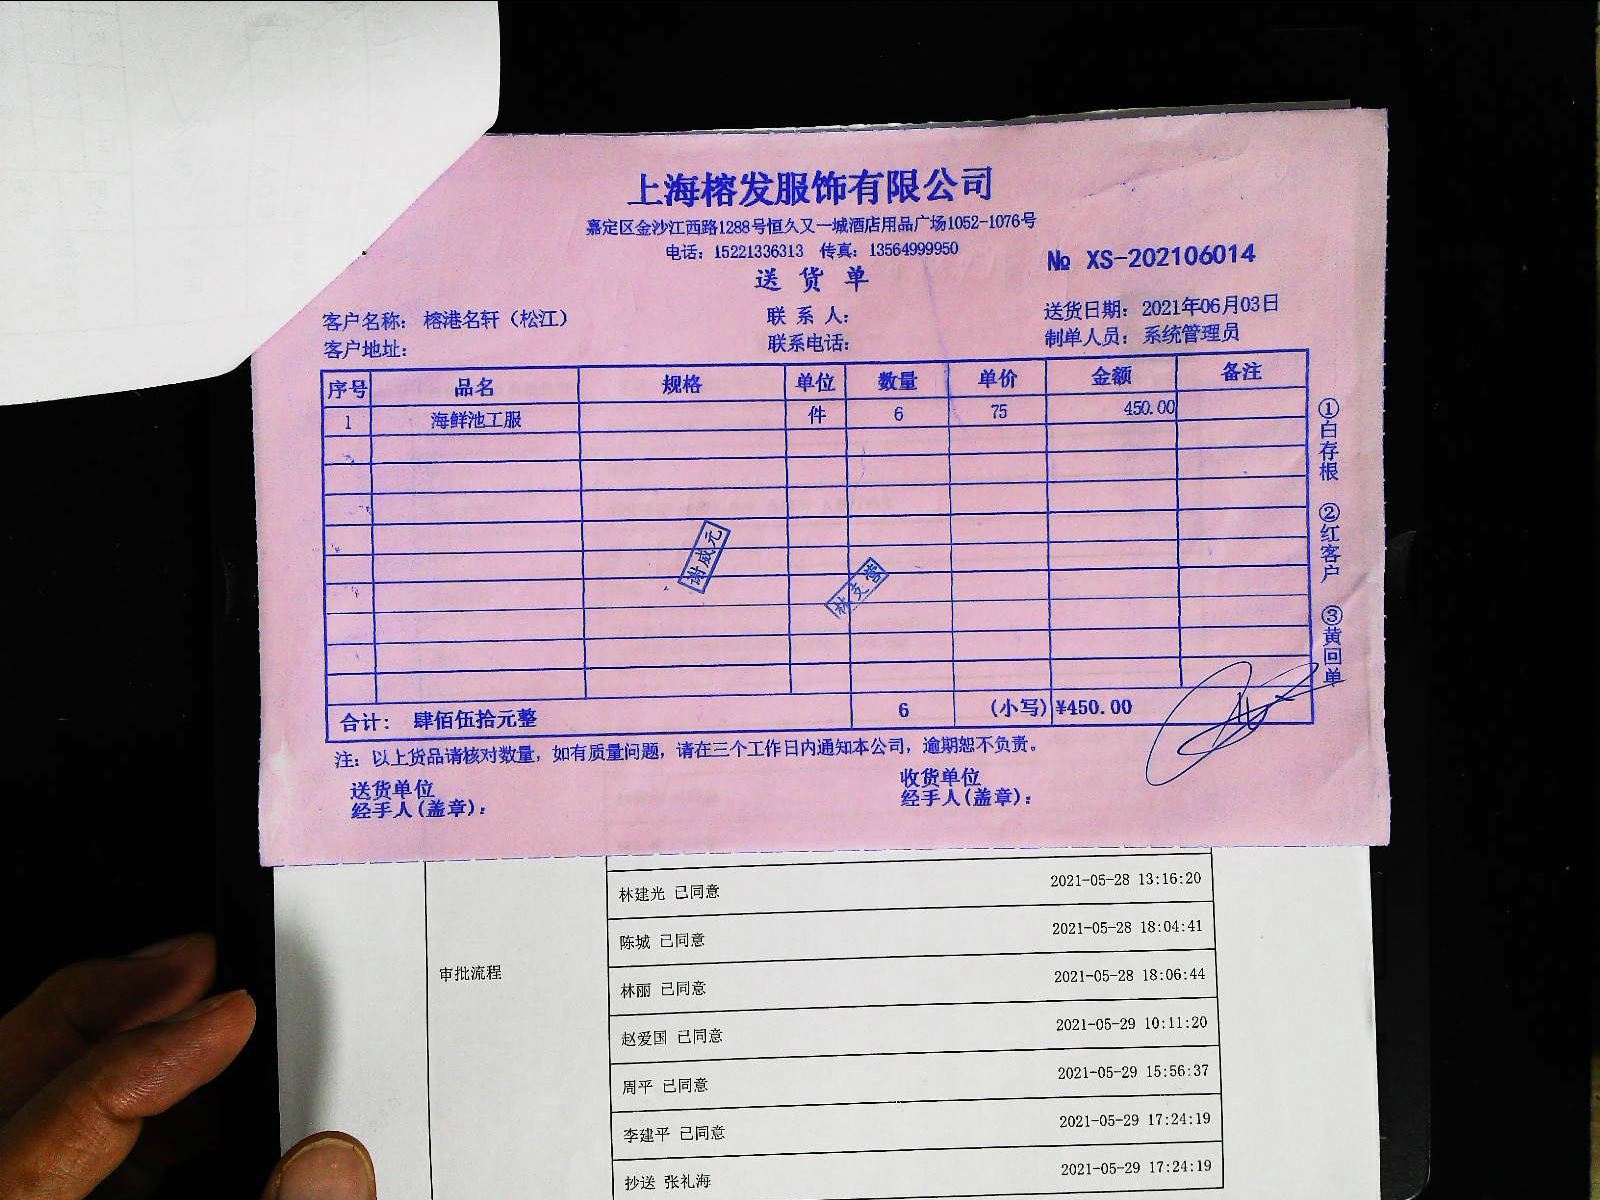 上海榕发服饰有限公司
嘉定区金沙江西路1288号恒久又一城酒店用品广场1052-1076号
电话：15221336313 传真：13564999950
送 货 单
№ XS-202106014
客户名称： 榕港名轩（松江）
联 系 人：
送货日期： 2021年06月03日
客户地址：
联系电话：
制单人员： 系统管理员
序号 品名 规格 单位 数量 单价 金额 备注
1 海鲜池工服 件 6 75 450.00
谢威元
合计： 肆佰伍拾元整 6 (小写) ¥450.00
注：以上货品请核对数量，如有质量问题，请在三个工作日内通知本公司，逾期恕不负责。
送货单位
经手人(盖章)：
收货单位
经手人(盖章)：
①白存根 ②红客户 ③黄回单
审批流程
林建光 已同意 2021-05-28 13:16:20
陈城 已同意 2021-05-28 18:04:41
林丽 已同意 2021-05-28 18:06:44
赵爱国 已同意 2021-05-29 10:11:20
周平 已同意 2021-05-29 15:56:37
李建平 已同意 2021-05-29 17:24:19
抄送 张礼海 2021-05-29 17:24:19